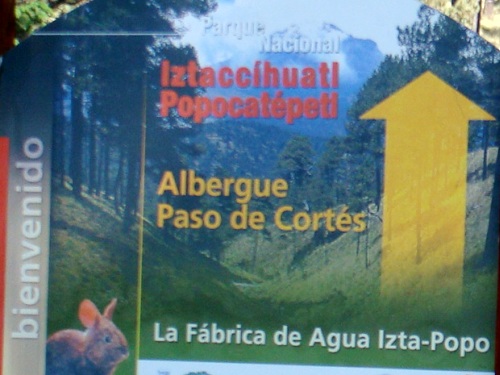 Parque
Nacional
Iztaccíhuatl
Popocatépetl
Albergue
Paso de Cortés
bienvenido
La Fábrica de Agua Izta-Popo